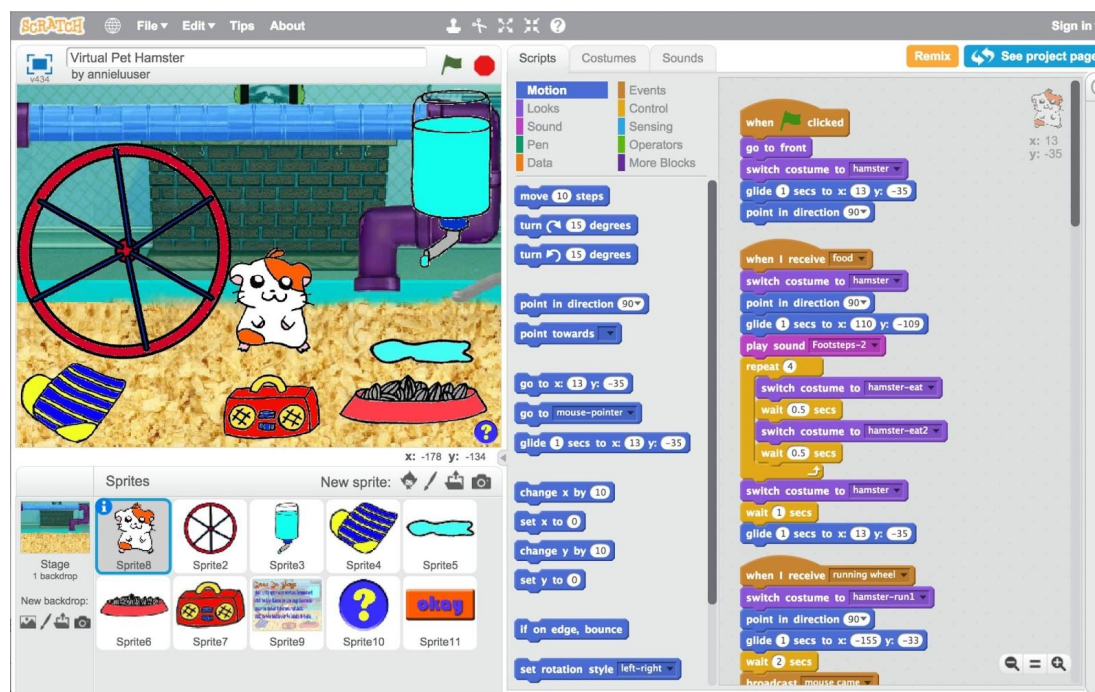 SCRATCH File▾ Edit▾ Tips About Sign in
Virtual Pet Hamster
by annieluuser
v434
x: -178 y: -134
Sprites New sprite:
Stage
1 backdrop
New backdrop:
Sprite8 Sprite2 Sprite3 Sprite4 Sprite5
okay
Sprite6 Sprite7 Sprite9 Sprite10 Sprite11
Scripts Costumes Sounds
Remix See project page
Motion Events
Looks Control
Sound Sensing
Pen Operators
Data More Blocks
move 10 steps
turn 15 degrees
turn 15 degrees
point in direction 90▾
point towards
go to x: 13 y: -35
go to mouse-pointer
glide 1 secs to x: 13 y: -35
change x by 10
set x to 0
change y by 10
set y to 0
if on edge, bounce
set rotation style left-right
x: 13
y: -35
when clicked
go to front
switch costume to hamster
glide 1 secs to x: 13 y: -35
point in direction 90▾
when I receive food
switch costume to hamster
point in direction 90▾
glide 1 secs to x: 110 y: -109
play sound Footsteps-2
repeat 4
switch costume to hamster-eat
wait 0.5 secs
switch costume to hamster-eat2
wait 0.5 secs
switch costume to hamster
wait 1 secs
glide 1 secs to x: 13 y: -35
when I receive running wheel
switch costume to hamster-run1
point in direction 90▾
glide 1 secs to x: -155 y: -33
wait 2 secs
broadcast mouse came